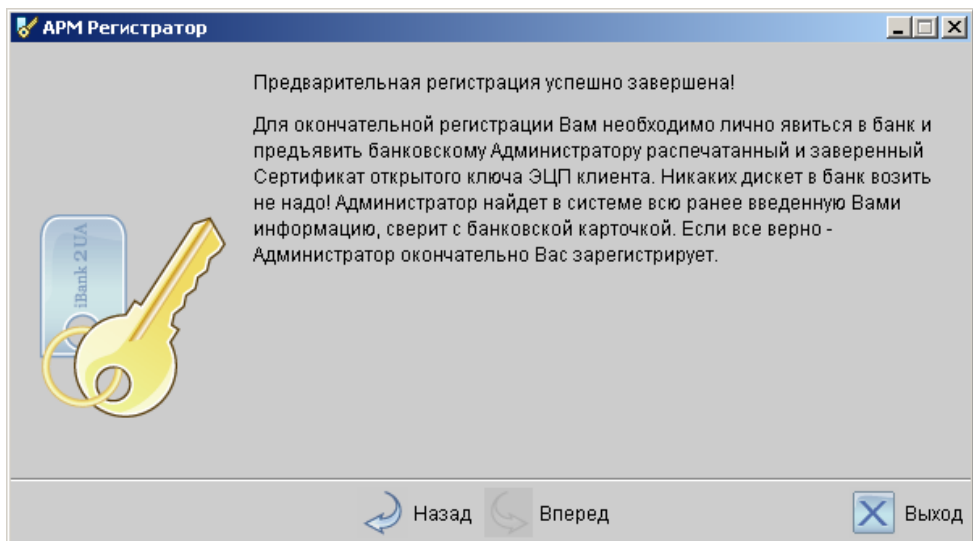 АРМ Регистратор
Предварительная регистрация успешно завершена!
Для окончательной регистрации Вам необходимо лично явиться в банк и
предъявить банковскому Администратору распечатанный и заверенный
Сертификат открытого ключа ЭЦП клиента. Никаких дискет в банк возить
не надо! Администратор найдет в системе всю ранее введенную Вами
информацию, сверит с банковской карточкой. Если все верно -
Администратор окончательно Вас зарегистрирует.
iBank 2 UA
Назад
Вперед
Выход